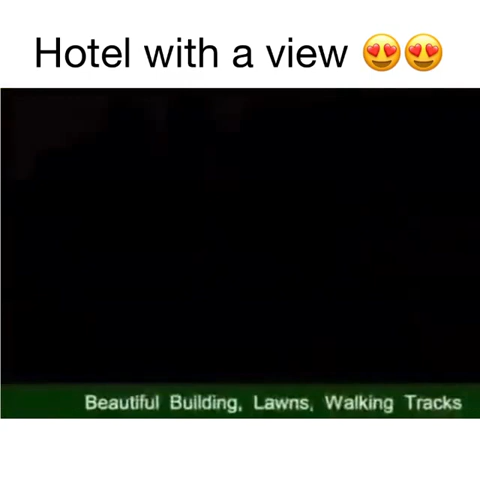 Hotel with a view 😍😍
Beautiful Building, Lawns, Walking Tracks